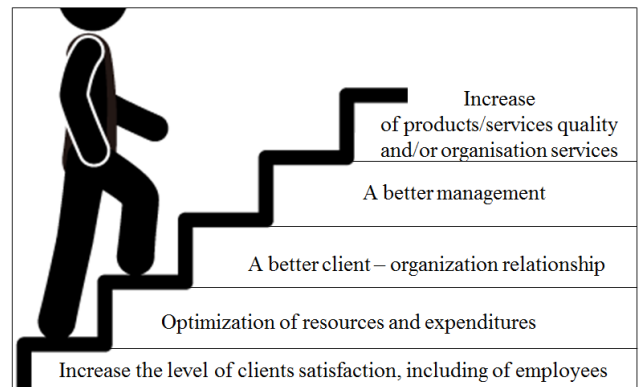 Increase
of products/services quality
and/or organisation services
A better management
A better client – organization relationship
Optimization of resources and expenditures
Increase the level of clients satisfaction, including of employees